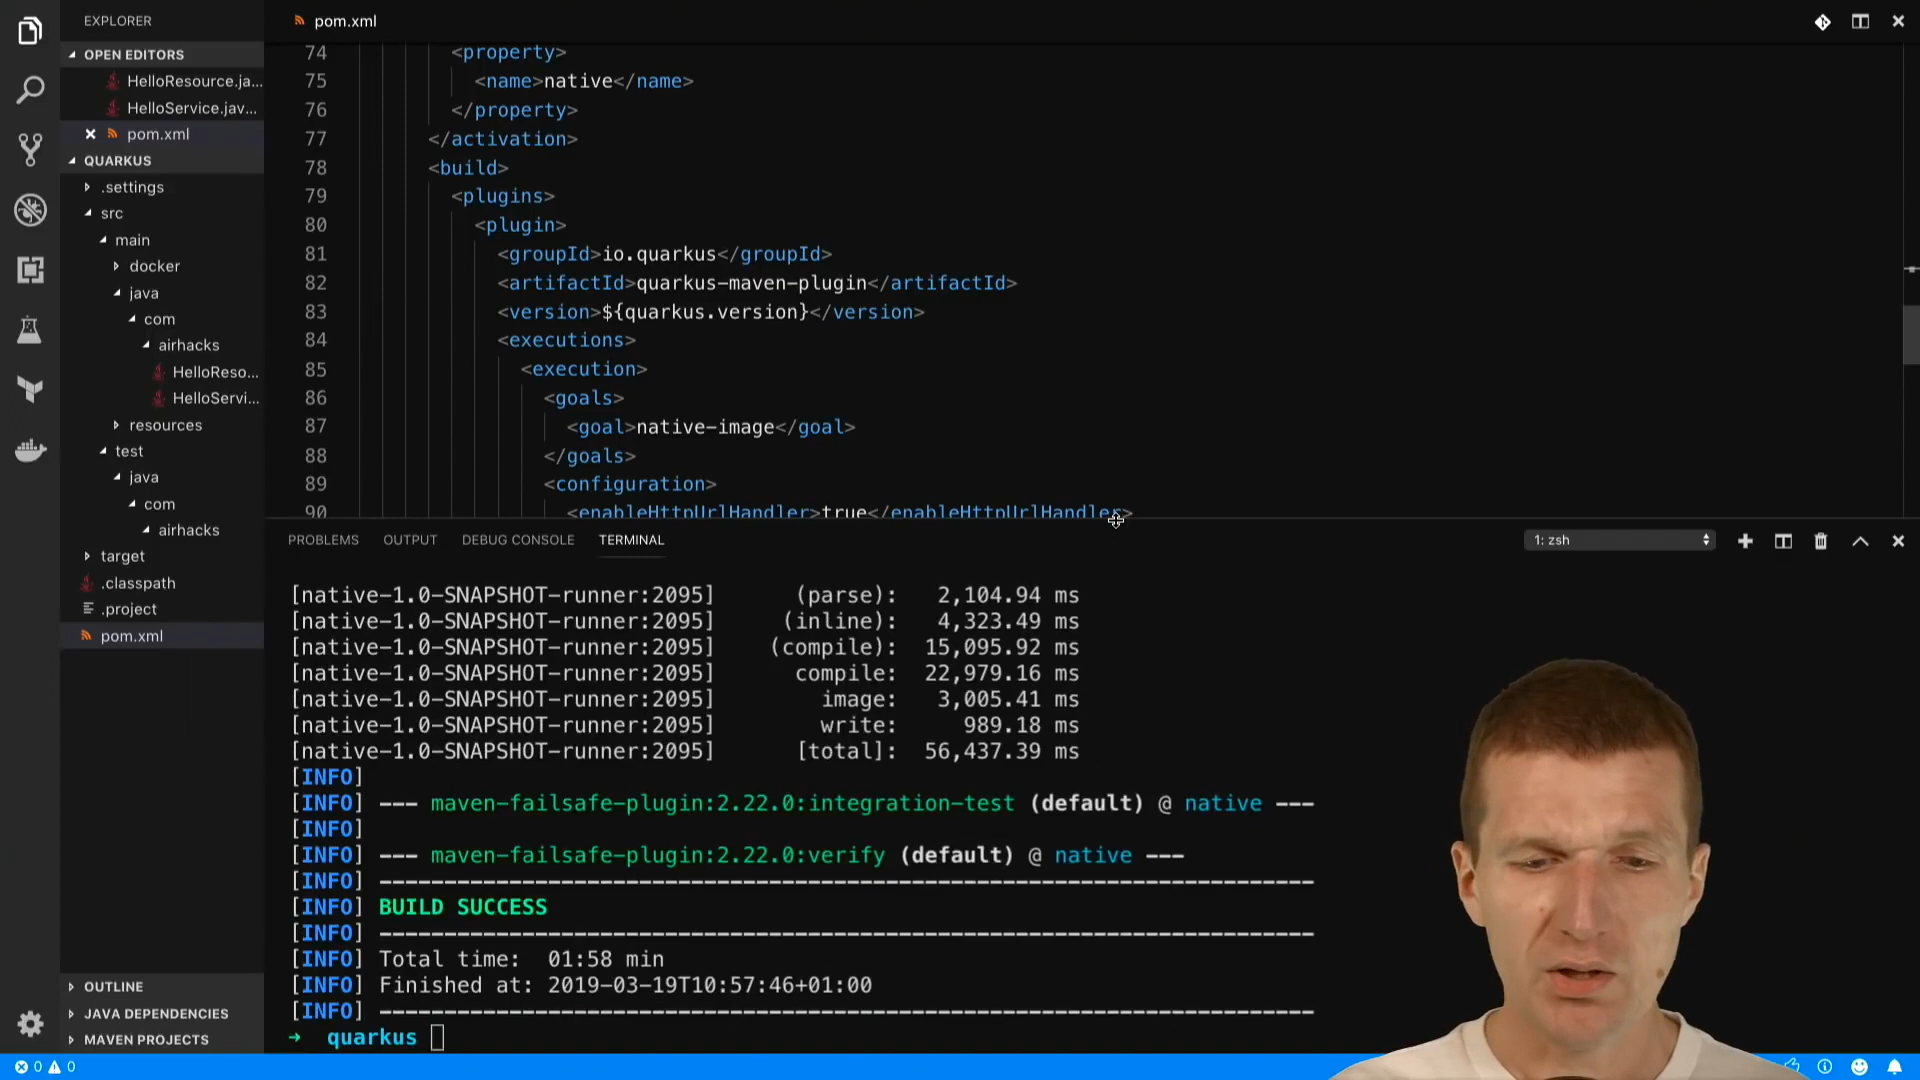 EXPLORER
OPEN EDITORS
HelloResource.ja...
HelloService.jav...
pom.xml
QUARKUS
.settings
src
main
docker
java
com
airhacks
HelloReso...
HelloServi...
resources
test
java
com
airhacks
target
.classpath
.project
pom.xml
OUTLINE
JAVA DEPENDENCIES
MAVEN PROJECTS
0 0
pom.xml
74 <property>
75 <name>native</name>
76 </property>
77 </activation>
78 <build>
79 <plugins>
80 <plugin>
81 <groupId>io.quarkus</groupId>
82 <artifactId>quarkus-maven-plugin</artifactId>
83 <version>${quarkus.version}</version>
84 <executions>
85 <execution>
86 <goals>
87 <goal>native-image</goal>
88 </goals>
89 <configuration>
90 <enableHttpUrlHandler>true</enableHttpUrlHandler>
PROBLEMS OUTPUT DEBUG CONSOLE TERMINAL 1: zsh
[native-1.0-SNAPSHOT-runner:2095] (parse): 2,104.94 ms
[native-1.0-SNAPSHOT-runner:2095] (inline): 4,323.49 ms
[native-1.0-SNAPSHOT-runner:2095] (compile): 15,095.92 ms
[native-1.0-SNAPSHOT-runner:2095] compile: 22,979.16 ms
[native-1.0-SNAPSHOT-runner:2095] image: 3,005.41 ms
[native-1.0-SNAPSHOT-runner:2095] write: 989.18 ms
[native-1.0-SNAPSHOT-runner:2095] [total]: 56,437.39 ms
[INFO]
[INFO] --- maven-failsafe-plugin:2.22.0:integration-test (default) @ native ---
[INFO]
[INFO] --- maven-failsafe-plugin:2.22.0:verify (default) @ native ---
[INFO] ------------------------------------------------------------------------
[INFO] BUILD SUCCESS
[INFO] ------------------------------------------------------------------------
[INFO] Total time: 01:58 min
[INFO] Finished at: 2019-03-19T10:57:46+01:00
[INFO] ------------------------------------------------------------------------
➜ quarkus